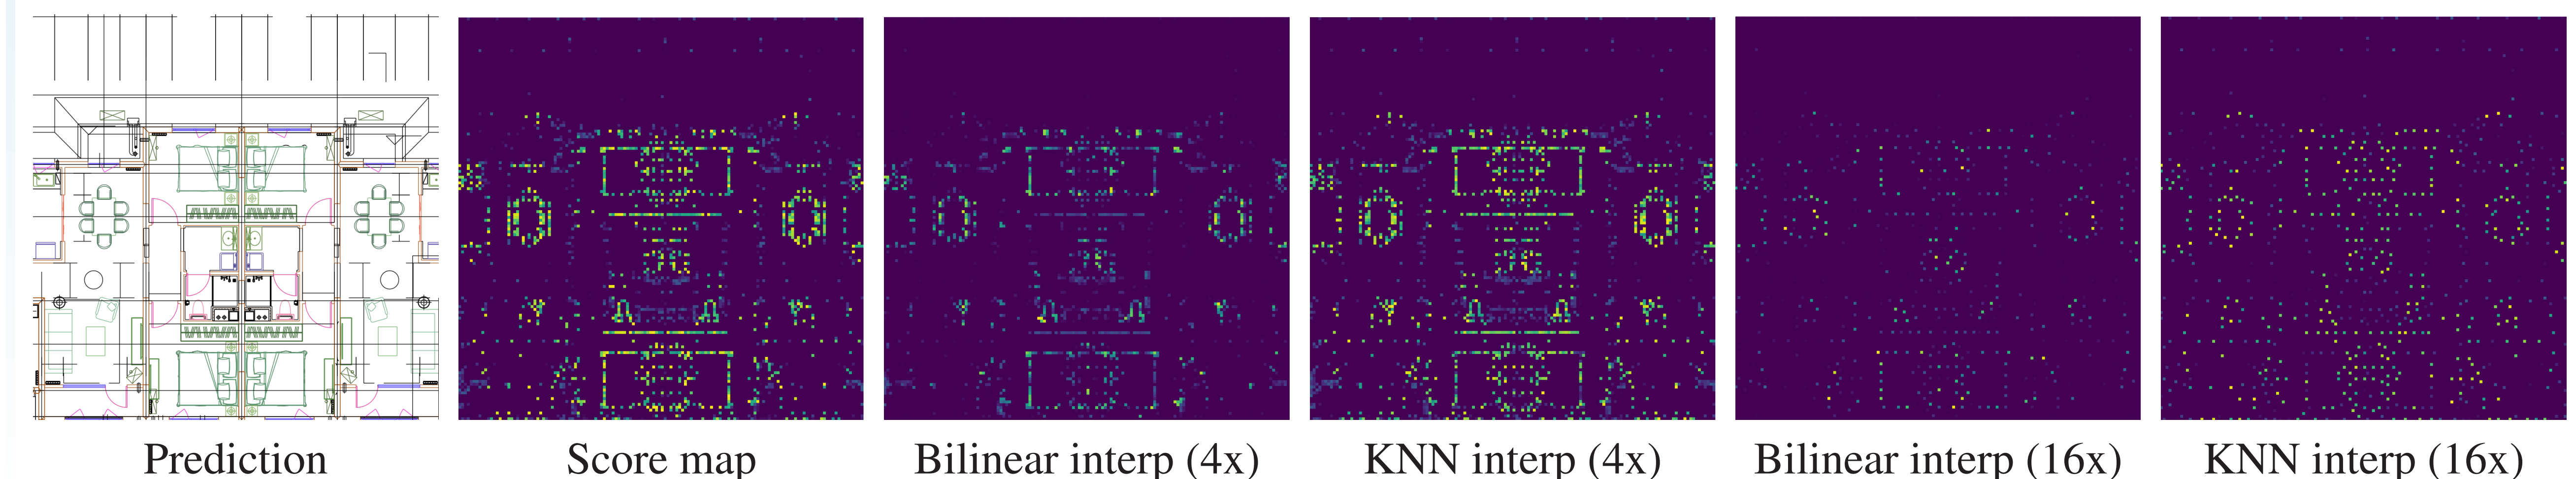 Prediction
Score map
Bilinear interp (4x)
KNN interp (4x)
Bilinear interp (16x)
KNN interp (16x)